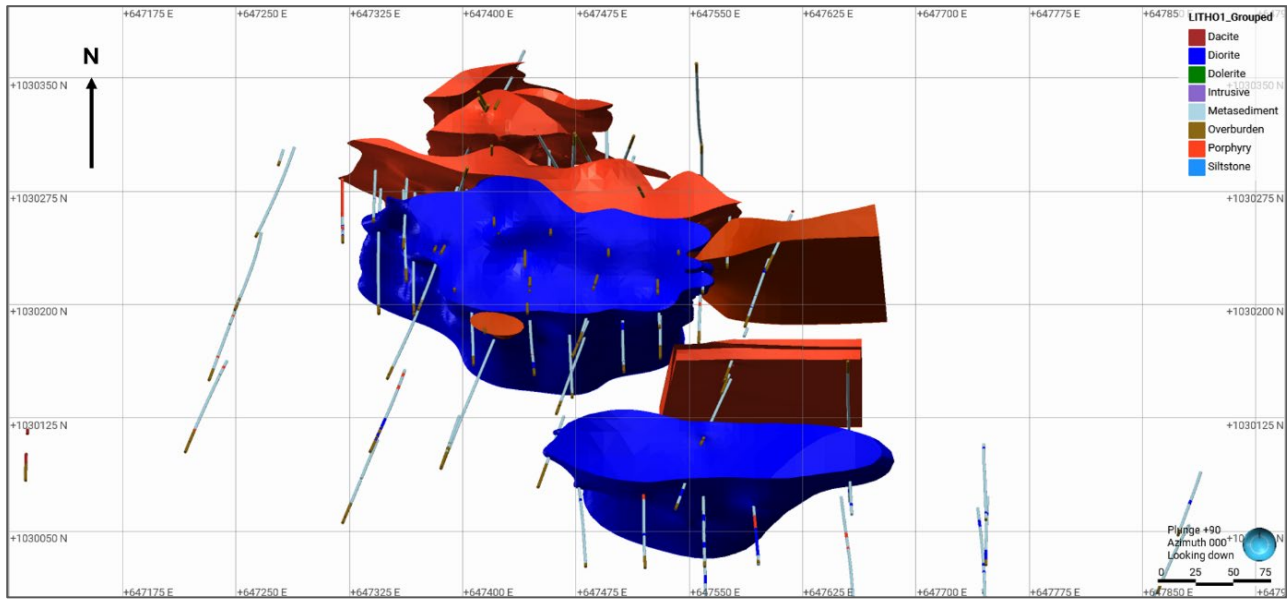 +647175 E +647250 E +647325 E +647400 E +647475 E +647550 E +647625 E +647700 E +647775 E +647850 E
LITHO1_Grouped
Dacite
Diorite
Dolerite
Intrusive
Metasediment
Overburden
Porphyry
Siltstone
N
+1030350 N +1030350 N
+1030275 N +1030275 N
+1030200 N +1030200 N
+1030125 N +1030125 N
+1030050 N
Plunge +90
Azimuth 000
Looking down
0 25 50 75
+647175 E +647250 E +647325 E +647400 E +647475 E +647550 E +647625 E +647700 E +647775 E +647850 E